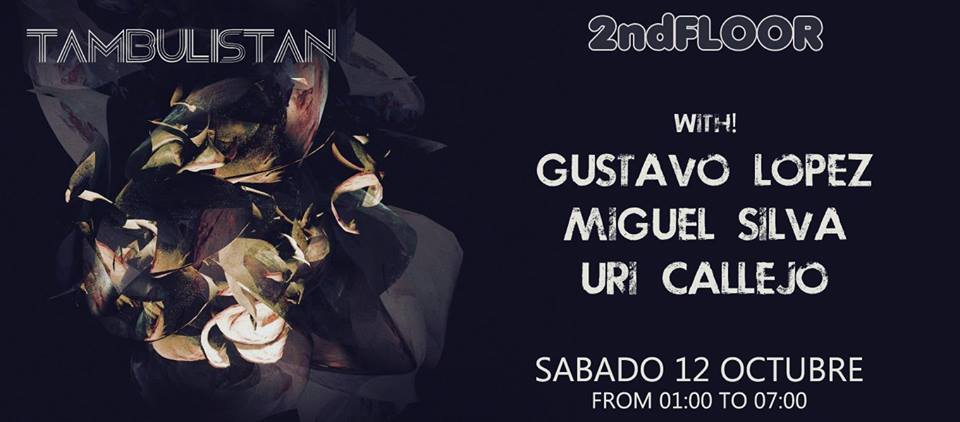 TAMBULISTAN
2ndFLOOR
WITH!
GUSTAVO LOPEZ
MIGUEL SILVA
URI CALLEJO
SABADO 12 OCTUBRE
FROM 01:00 TO 07:00